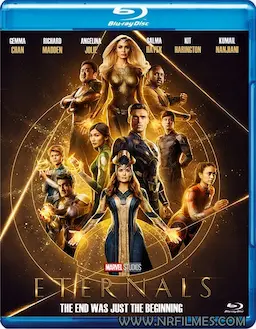 Blu-ray Disc
GEMMA CHAN
RICHARD MADDEN
ANGELINA JOLIE
SALMA HAYEK
KIT HARINGTON
KUMAIL NANJIANI
MARVEL STUDIOS
ETERNALS
THE END WAS JUST THE BEGINNING
WWW.NRFILMES.COM